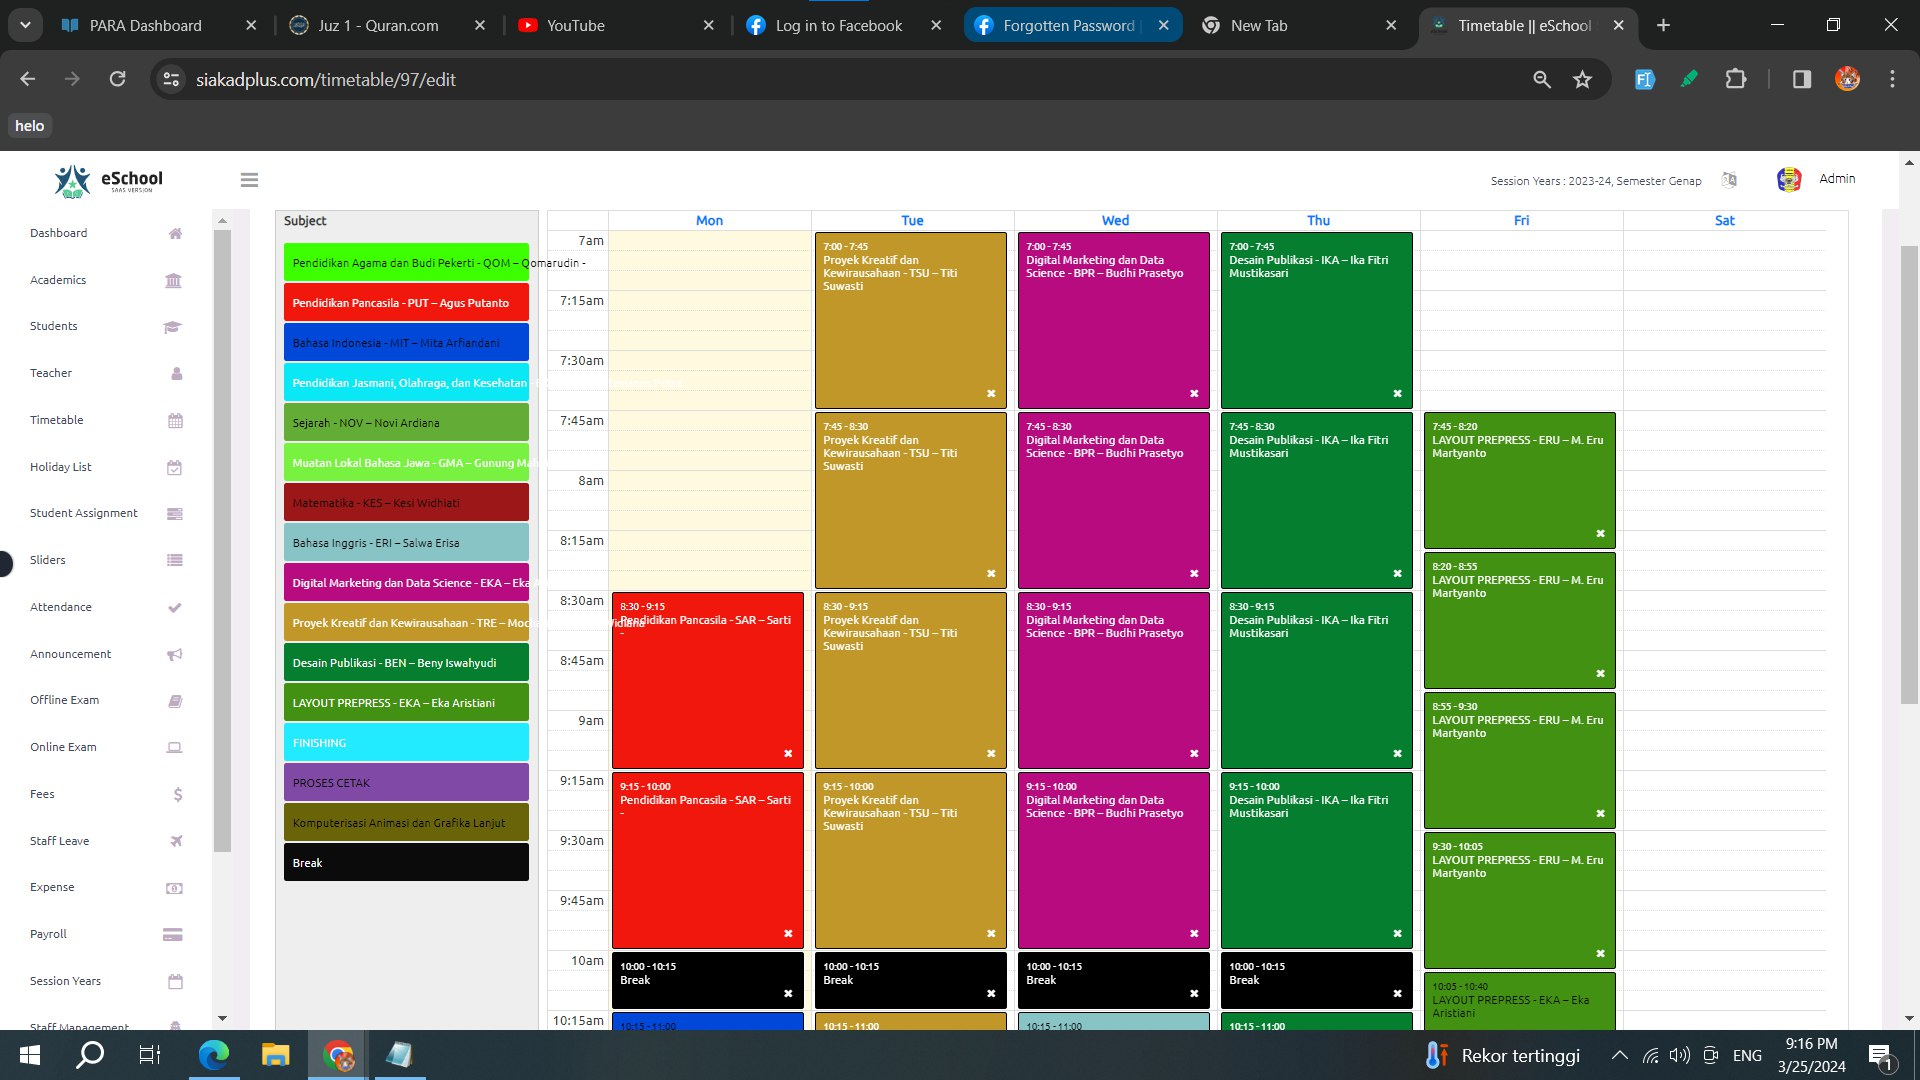 PARA Dashboard
Juz 1 - Quran.com
YouTube
Log in to Facebook
Forgotten Password
New Tab
Timetable || eSchool
siakadplus.com/timetable/97/edit
helo
eSchool
SAAS VERSION
Session Years : 2023-24, Semester Genap
Admin
Dashboard
Academics
Students
Teacher
Timetable
Holiday List
Student Assignment
Sliders
Attendance
Announcement
Offline Exam
Online Exam
Fees
Staff Leave
Expense
Payroll
Session Years
Staff Management
Subject
Pendidikan Agama dan Budi Pekerti - QOM – Qomarudin -
Pendidikan Pancasila - PUT – Agus Putanto
Bahasa Indonesia - MIT – Mita Arfiandani
Pendidikan Jasmani, Olahraga, dan Kesehatan -
Sejarah - NOV – Novi Ardiana
Muatan Lokal Bahasa Jawa - GMA – Gunung
Matematika - KES – Kesi Widhiati
Bahasa Inggris - ERI – Salwa Erisa
Digital Marketing dan Data Science - EKA – Eka
Proyek Kreatif dan Kewirausahaan - TRE –
Desain Publikasi - BEN – Beny Iswahyudi
LAYOUT PREPRESS - EKA – Eka Aristiani
FINISHING
PROSES CETAK
Komputerisasi Animasi dan Grafika Lanjut
Break
Mon
Tue
Wed
Thu
Fri
Sat
7am
7:15am
7:30am
7:45am
8am
8:15am
8:30am
8:45am
9am
9:15am
9:30am
9:45am
10am
10:15am
8:30 - 9:15
Pendidikan Pancasila - SAR – Sarti
-
9:15 - 10:00
Pendidikan Pancasila - SAR – Sarti
-
10:00 - 10:15
Break
10:15 - 11:00
7:00 - 7:45
Proyek Kreatif dan
Kewirausahaan - TSU – Titi
Suwasti
7:45 - 8:30
Proyek Kreatif dan
Kewirausahaan - TSU – Titi
Suwasti
8:30 - 9:15
Proyek Kreatif dan
Kewirausahaan - TSU – Titi
Suwasti
9:15 - 10:00
Proyek Kreatif dan
Kewirausahaan - TSU – Titi
Suwasti
10:00 - 10:15
Break
10:15 - 11:00
7:00 - 7:45
Digital Marketing dan Data
Science - BPR – Budhi Prasetyo
7:45 - 8:30
Digital Marketing dan Data
Science - BPR – Budhi Prasetyo
8:30 - 9:15
Digital Marketing dan Data
Science - BPR – Budhi Prasetyo
9:15 - 10:00
Digital Marketing dan Data
Science - BPR – Budhi Prasetyo
10:00 - 10:15
Break
10:15 - 11:00
7:00 - 7:45
Desain Publikasi - IKA – Ika Fitri
Mustikasari
7:45 - 8:30
Desain Publikasi - IKA – Ika Fitri
Mustikasari
8:30 - 9:15
Desain Publikasi - IKA – Ika Fitri
Mustikasari
9:15 - 10:00
Desain Publikasi - IKA – Ika Fitri
Mustikasari
10:00 - 10:15
Break
10:15 - 11:00
7:45 - 8:20
LAYOUT PREPRESS - ERU – M. Eru
Martyanto
8:20 - 8:55
LAYOUT PREPRESS - ERU – M. Eru
Martyanto
8:55 - 9:30
LAYOUT PREPRESS - ERU – M. Eru
Martyanto
9:30 - 10:05
LAYOUT PREPRESS - ERU – M. Eru
Martyanto
10:05 - 10:40
LAYOUT PREPRESS - EKA – Eka
Aristiani
Rekor tertinggi
ENG
9:16 PM
3/25/2024
1